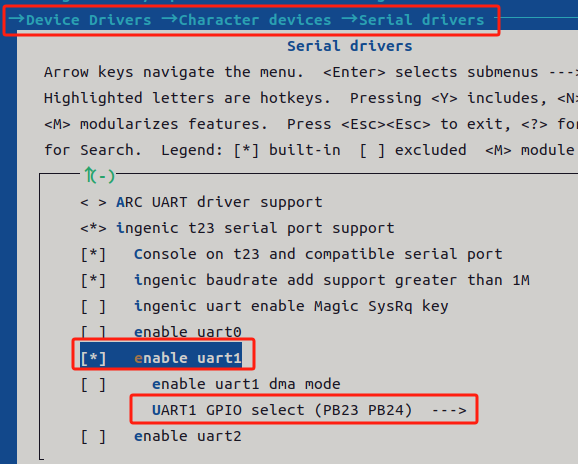 →Device Drivers →Character devices →Serial drivers
Serial drivers
Arrow keys navigate the menu.  <Enter> selects submenus --->
Highlighted letters are hotkeys.  Pressing <Y> includes, <N>
<M> modularizes features.  Press <Esc><Esc> to exit, <?> for
for Search.  Legend: [*] built-in  [ ] excluded  <M> module
↑(-)
< > ARC UART driver support
<*> ingenic t23 serial port support
[*]   Console on t23 and compatible serial port
[*]   ingenic baudrate add support greater than 1M
[ ]   ingenic uart enable Magic SysRq key
[ ]   enable uart0
[*]   enable uart1
[ ]     enable uart1 dma mode
UART1 GPIO select (PB23 PB24)  --->
[ ]   enable uart2